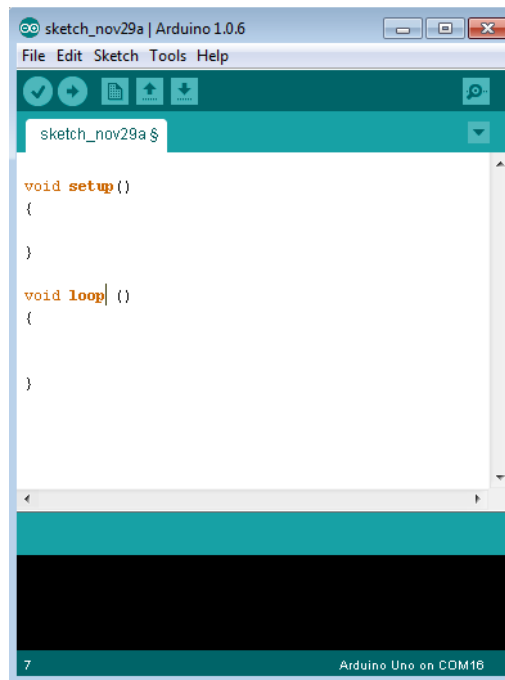 sketch_nov29a | Arduino 1.0.6
File Edit Sketch Tools Help
sketch_nov29a §
void setup()
{
}
void loop ()
{
}
7 Arduino Uno on COM16